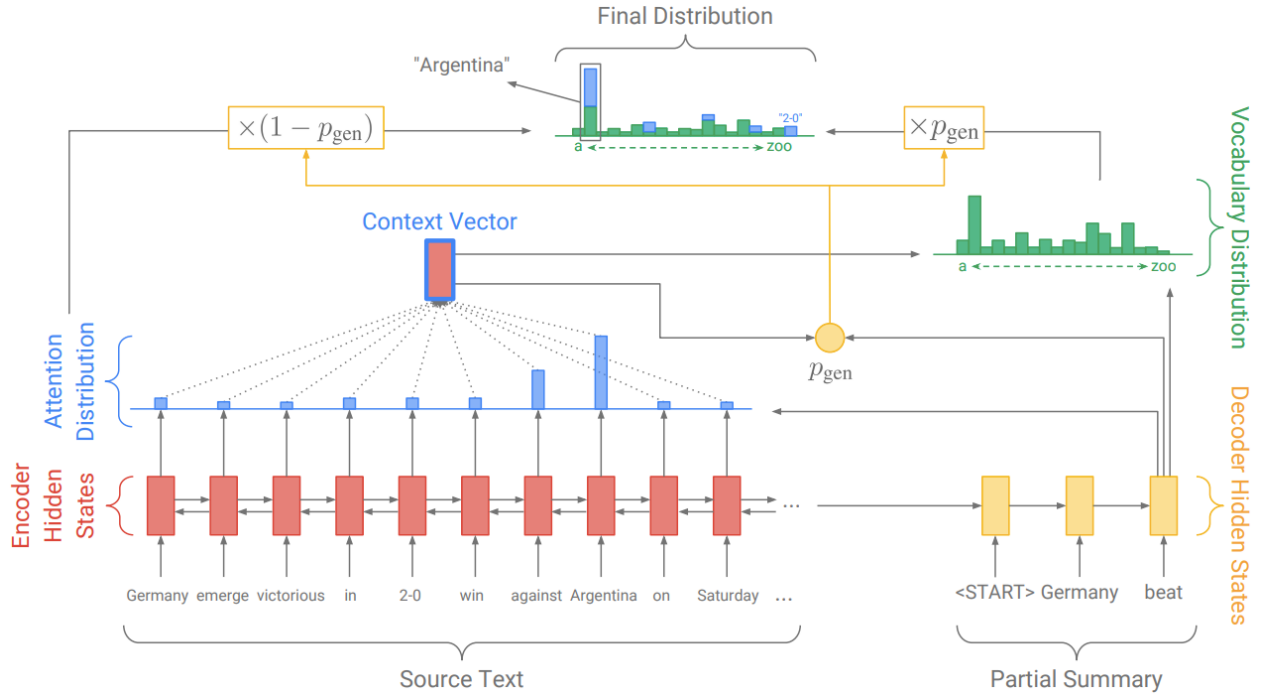 Final Distribution
"Argentina"
×(1 − p_gen)
"2-0"
×p_gen
a
zoo
Context Vector
Vocabulary Distribution
a
zoo
Attention
Distribution
p_gen
Encoder
Hidden
States
Decoder Hidden States
...
Germany emerge victorious in 2-0 win against Argentina on Saturday ...
<START> Germany beat
Source Text
Partial Summary